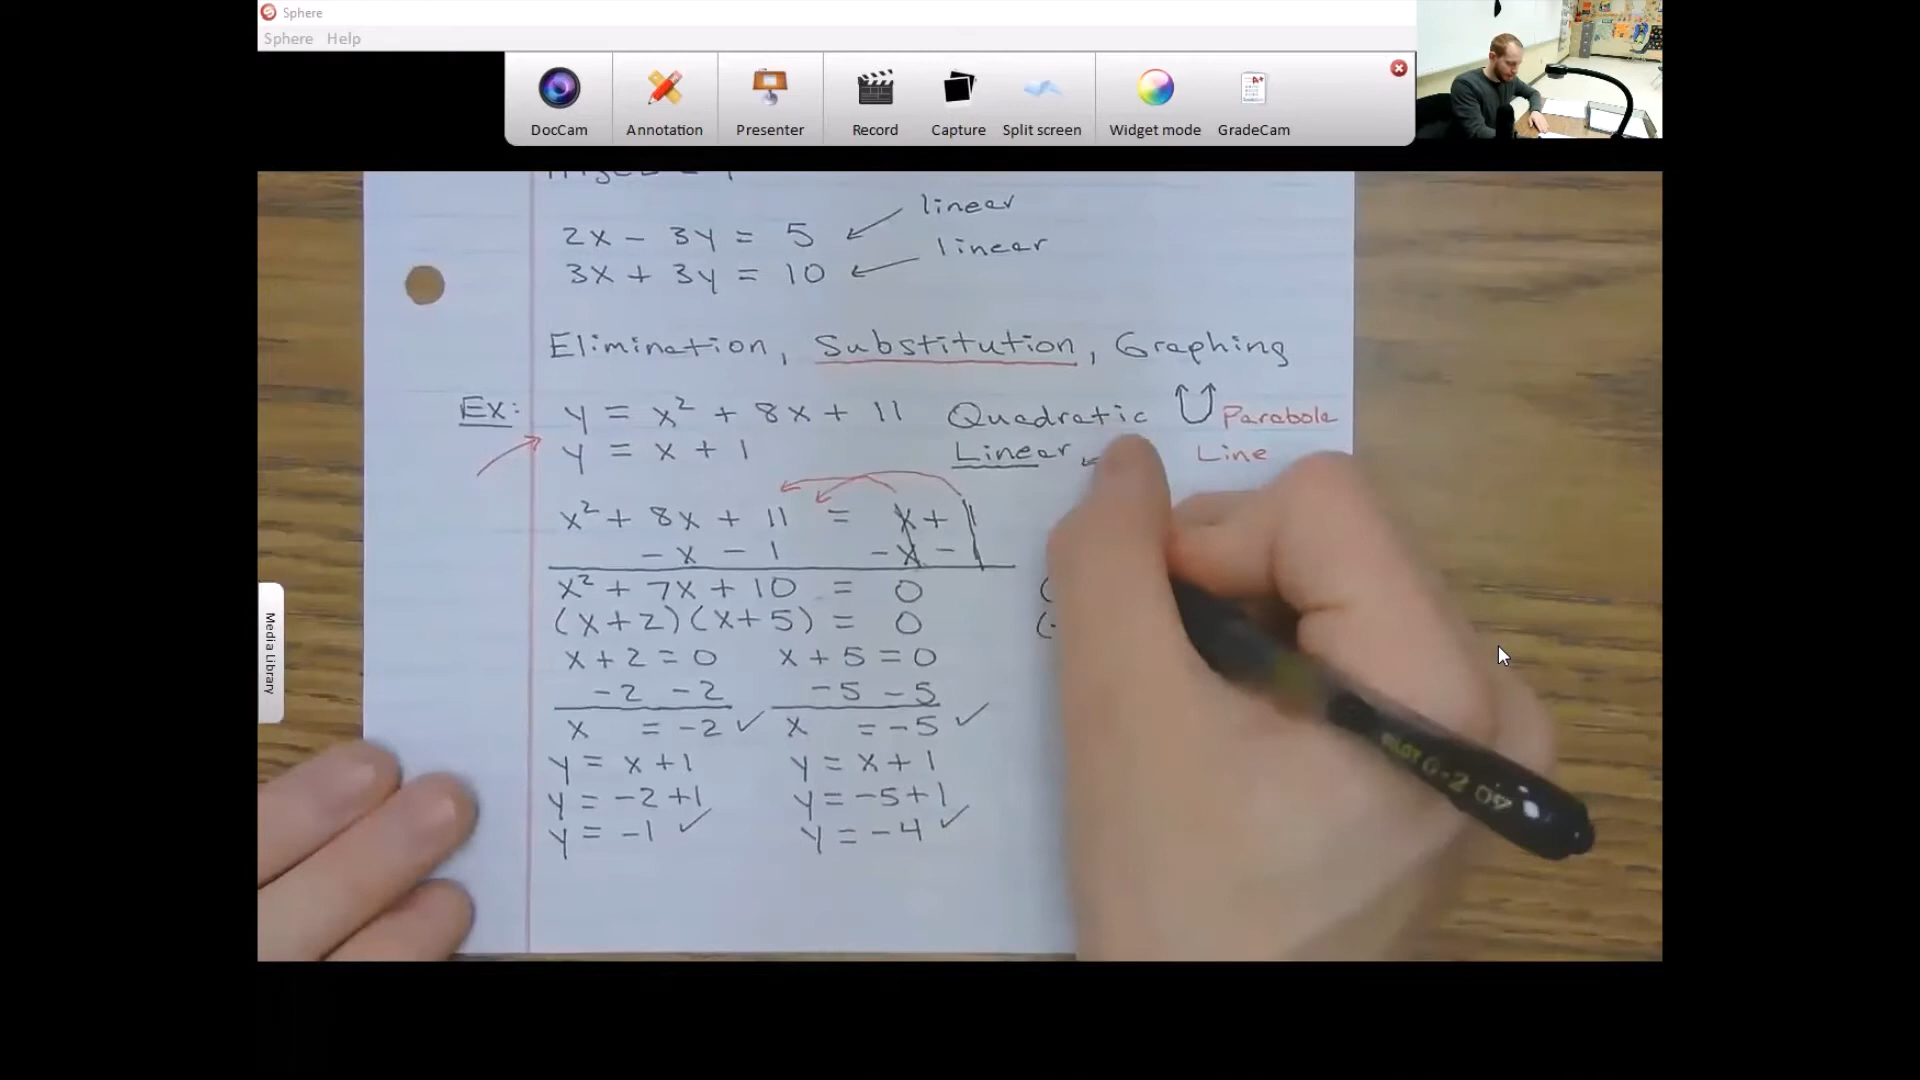 Sphere
Sphere Help
DocCam Annotation Presenter Record Capture Split screen Widget mode GradeCam
2x - 3y = 5 linear
3x + 3y = 10 linear
Elimination, Substitution, Graphing
Ex: y = x² + 8x + 11 Quadratic Parabola
y = x + 1 Linear Line
x² + 8x + 11 = x + 1
- x - 1 - x - 1
x² + 7x + 10 = 0 (
(x+2)(x+5) = 0 (-
x + 2 = 0 x + 5 = 0
-2 -2 -5 -5
x = -2 ✓ x = -5 ✓
y = x + 1 y = x + 1
y = -2 + 1 y = -5 + 1
y = -1 ✓ y = -4 ✓
Media Library
PILOT G-2 09